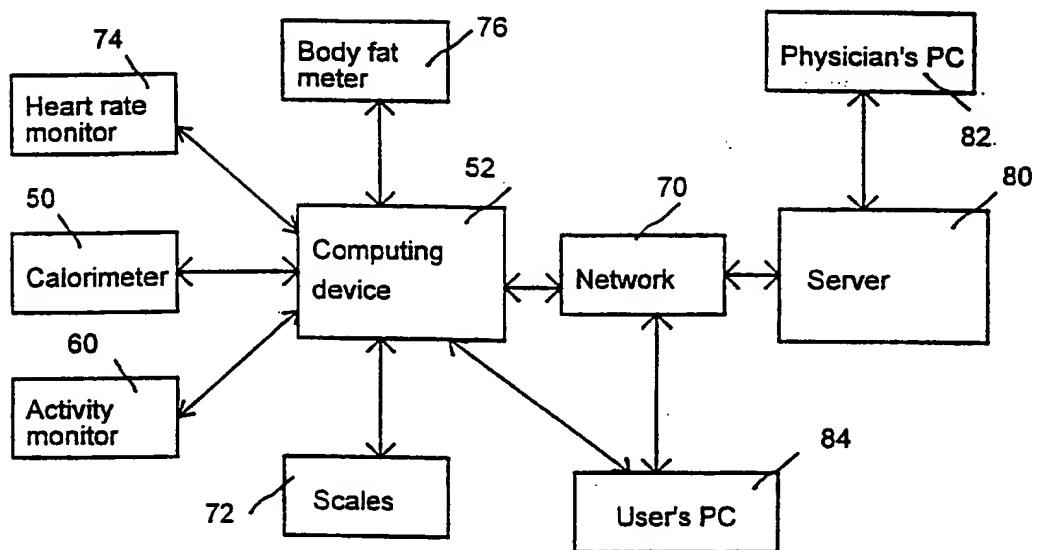 74
Heart rate
monitor
76
Body fat
meter
Physician's PC
82.
50
Calorimeter
52
Computing
device
70
Network
80
Server
60
Activity
monitor
72
Scales
84
User's PC